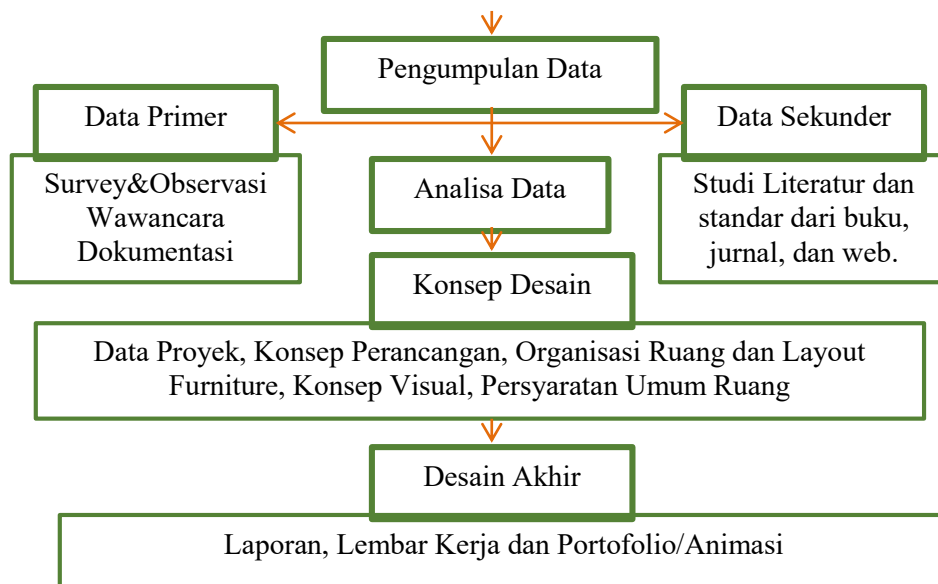 Pengumpulan Data
Data Primer
Data Sekunder
Survey&Observasi
Wawancara
Dokumentasi
Analisa Data
Studi Literatur dan
standar dari buku,
jurnal, dan web.
Konsep Desain
Data Proyek, Konsep Perancangan, Organisasi Ruang dan Layout
Furniture, Konsep Visual, Persyaratan Umum Ruang
Desain Akhir
Laporan, Lembar Kerja dan Portofolio/Animasi